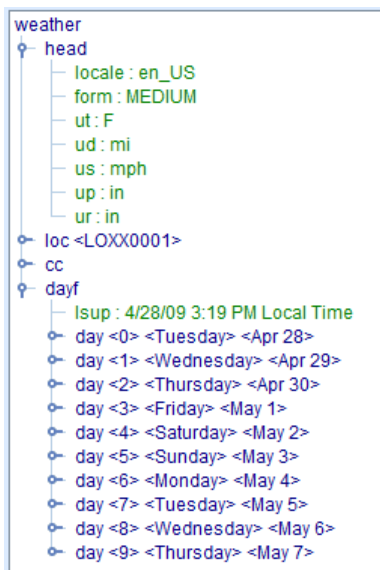 weather
head
locale : en_US
form : MEDIUM
ut : F
ud : mi
us : mph
up : in
ur : in
loc <LOXX0001>
cc
dayf
lsup : 4/28/09 3:19 PM Local Time
day <0> <Tuesday> <Apr 28>
day <1> <Wednesday> <Apr 29>
day <2> <Thursday> <Apr 30>
day <3> <Friday> <May 1>
day <4> <Saturday> <May 2>
day <5> <Sunday> <May 3>
day <6> <Monday> <May 4>
day <7> <Tuesday> <May 5>
day <8> <Wednesday> <May 6>
day <9> <Thursday> <May 7>